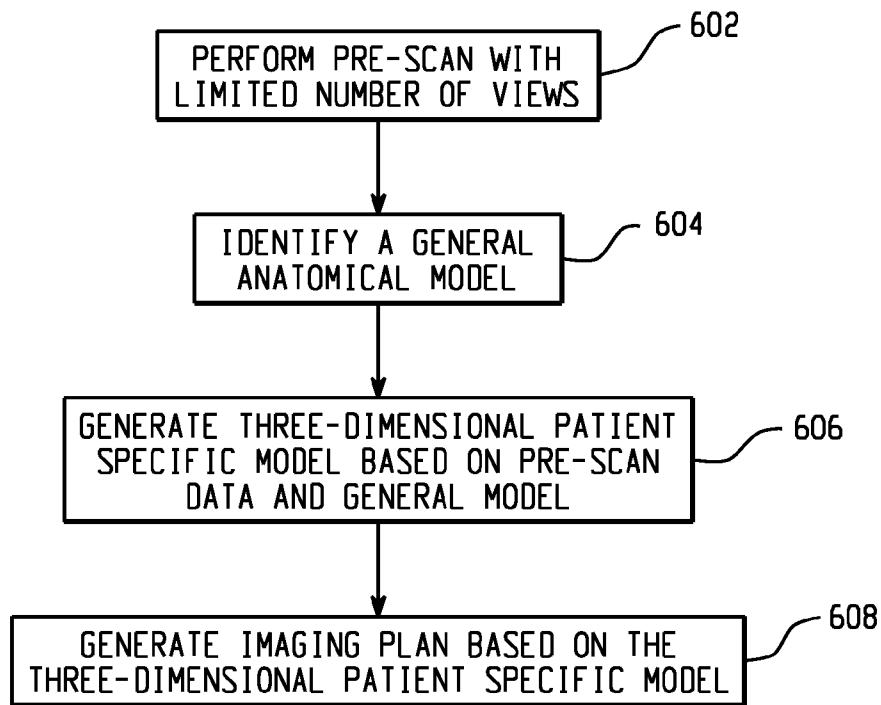 PERFORM PRE-SCAN WITH
LIMITED NUMBER OF VIEWS
602
IDENTIFY A GENERAL
ANATOMICAL MODEL
604
GENERATE THREE-DIMENSIONAL PATIENT
SPECIFIC MODEL BASED ON PRE-SCAN
DATA AND GENERAL MODEL
606
GENERATE IMAGING PLAN BASED ON THE
THREE-DIMENSIONAL PATIENT SPECIFIC MODEL
608